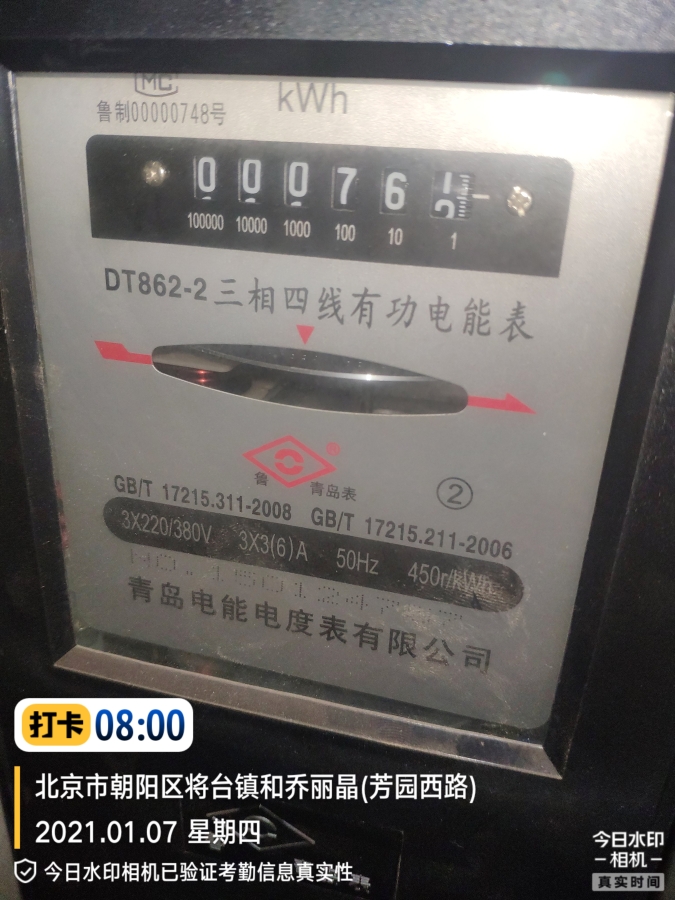 MC
鲁制00000748号
kWh
0 0 0 7 6
100000 10000 1000 100 10 1
DT862-2三相四线有功电能表
鲁 青岛表 ®
②
GB/T 17215.311-2008 GB/T 17215.211-2006
3X220/380V 3X3(6)A 50Hz 450r/kWh
青岛电能电度表有限公司
打卡 08:00
北京市朝阳区将台镇和乔丽晶(芳园西路)
2021.01.07 星期四
今日水印相机已验证考勤信息真实性
今日水印
-相机-
真实时间